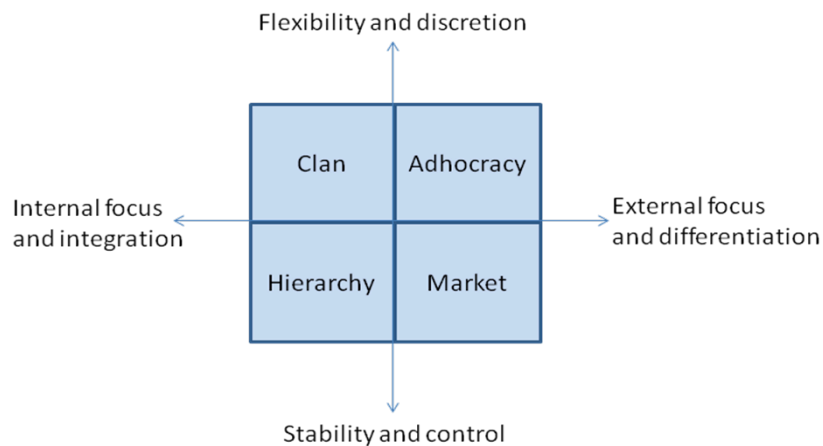 Flexibility and discretion
Clan
Adhocracy
Internal focus
and integration
External focus
and differentiation
Hierarchy
Market
Stability and control